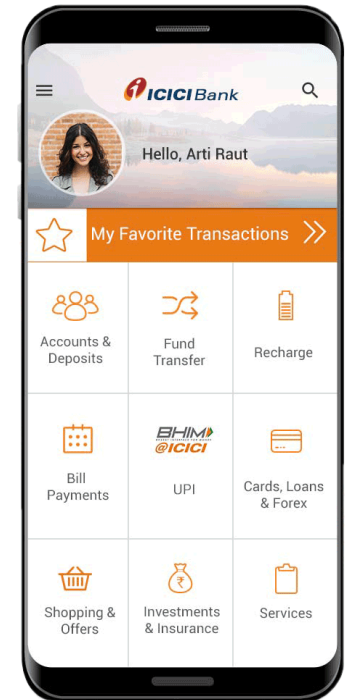 ICICI Bank
Hello, Arti Raut
My Favorite Transactions
Accounts &
Deposits
Fund
Transfer
Recharge
Bill
Payments
BHIM
@ICICI
UPI
Cards, Loans
& Forex
Shopping &
Offers
Investments
& Insurance
Services